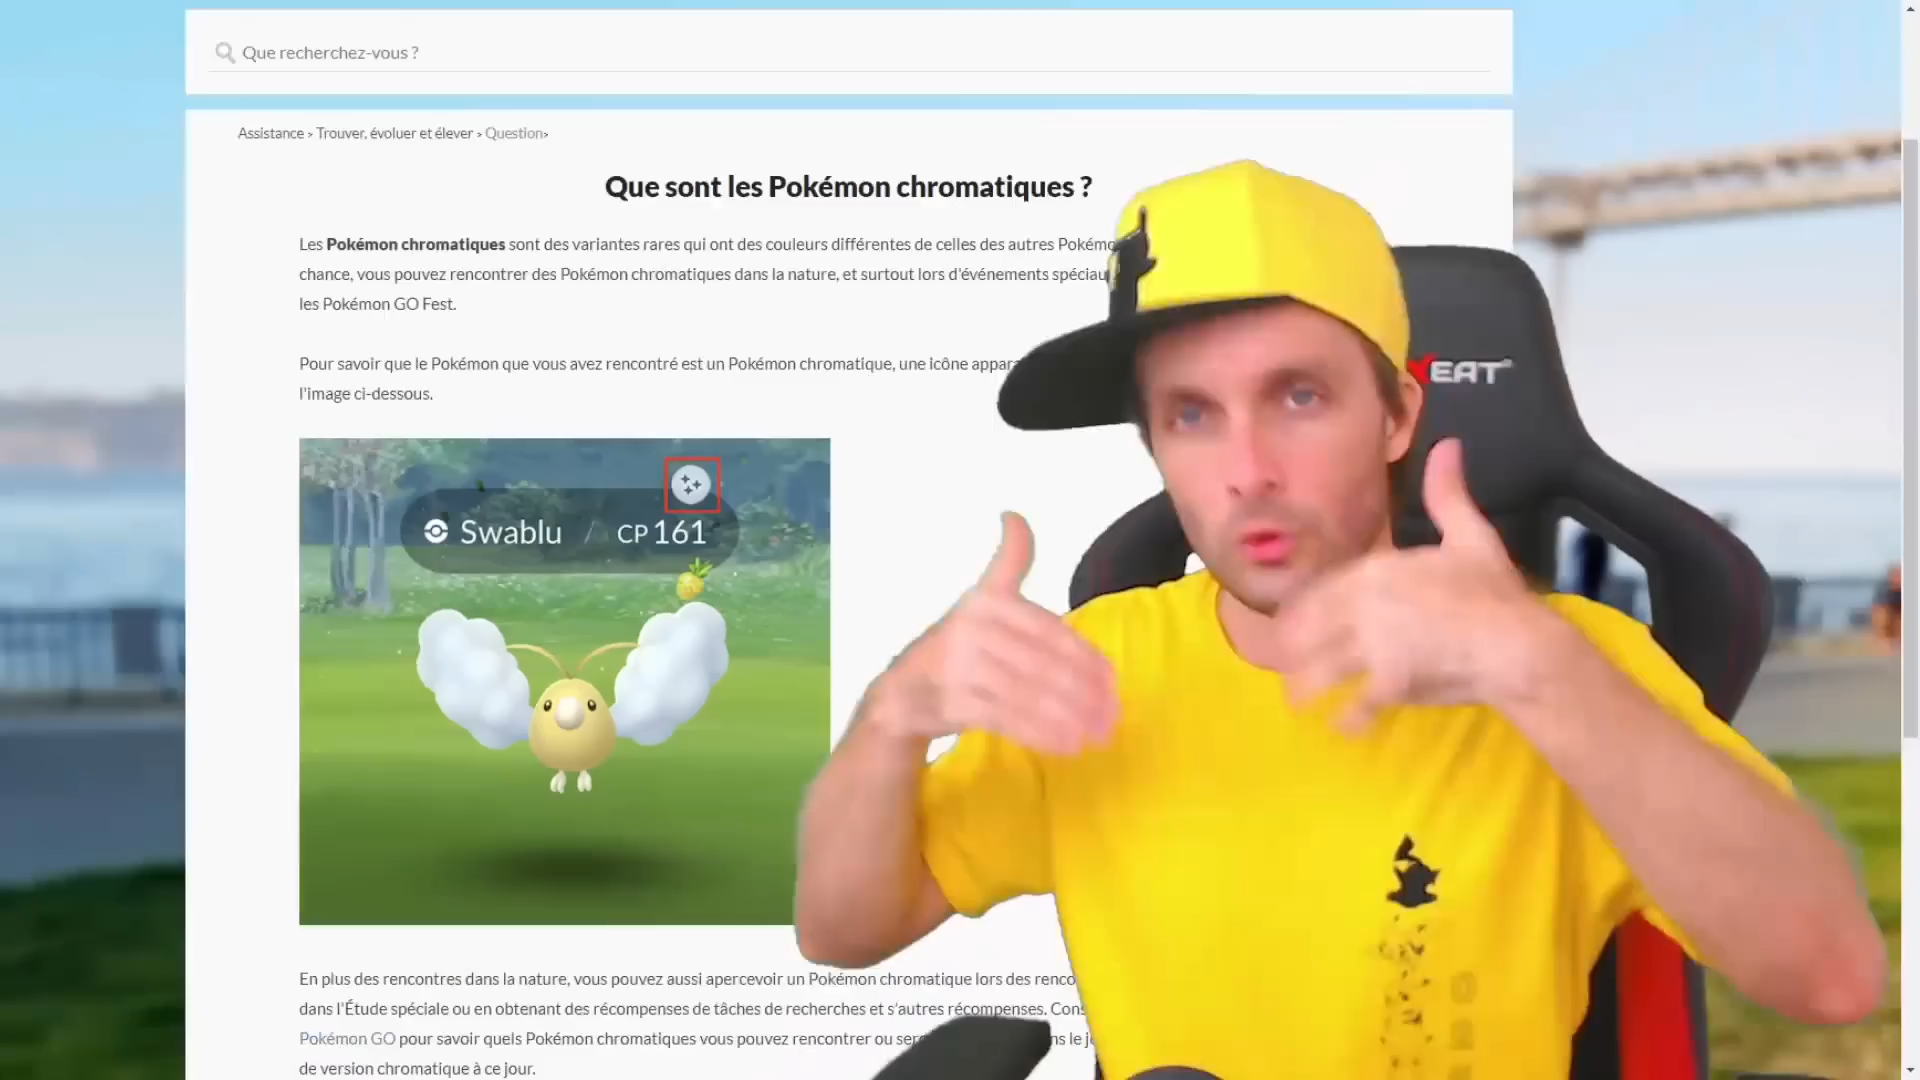 Que recherchez-vous ?
Assistance > Trouver, évoluer et élever > Question>
Que sont les Pokémon chromatiques ?
Les Pokémon chromatiques sont des variantes rares qui ont des couleurs différentes de celles des autres
chance, vous pouvez rencontrer des Pokémon chromatiques dans la nature, et surtout lors d'événements
les Pokémon GO Fest.
Pour savoir que le Pokémon que vous avez rencontré est un Pokémon chromatique, une icône
l'image ci-dessous.
Swablu / CP 161
En plus des rencontres dans la nature, vous pouvez aussi apercevoir un Pokémon chromatique lors des
dans l'Étude spéciale ou en obtenant des récompenses de tâches de recherches et s'autres récompenses.
Pokémon GO pour savoir quels Pokémon chromatiques vous pouvez rencontrer ou
de version chromatique à ce jour.